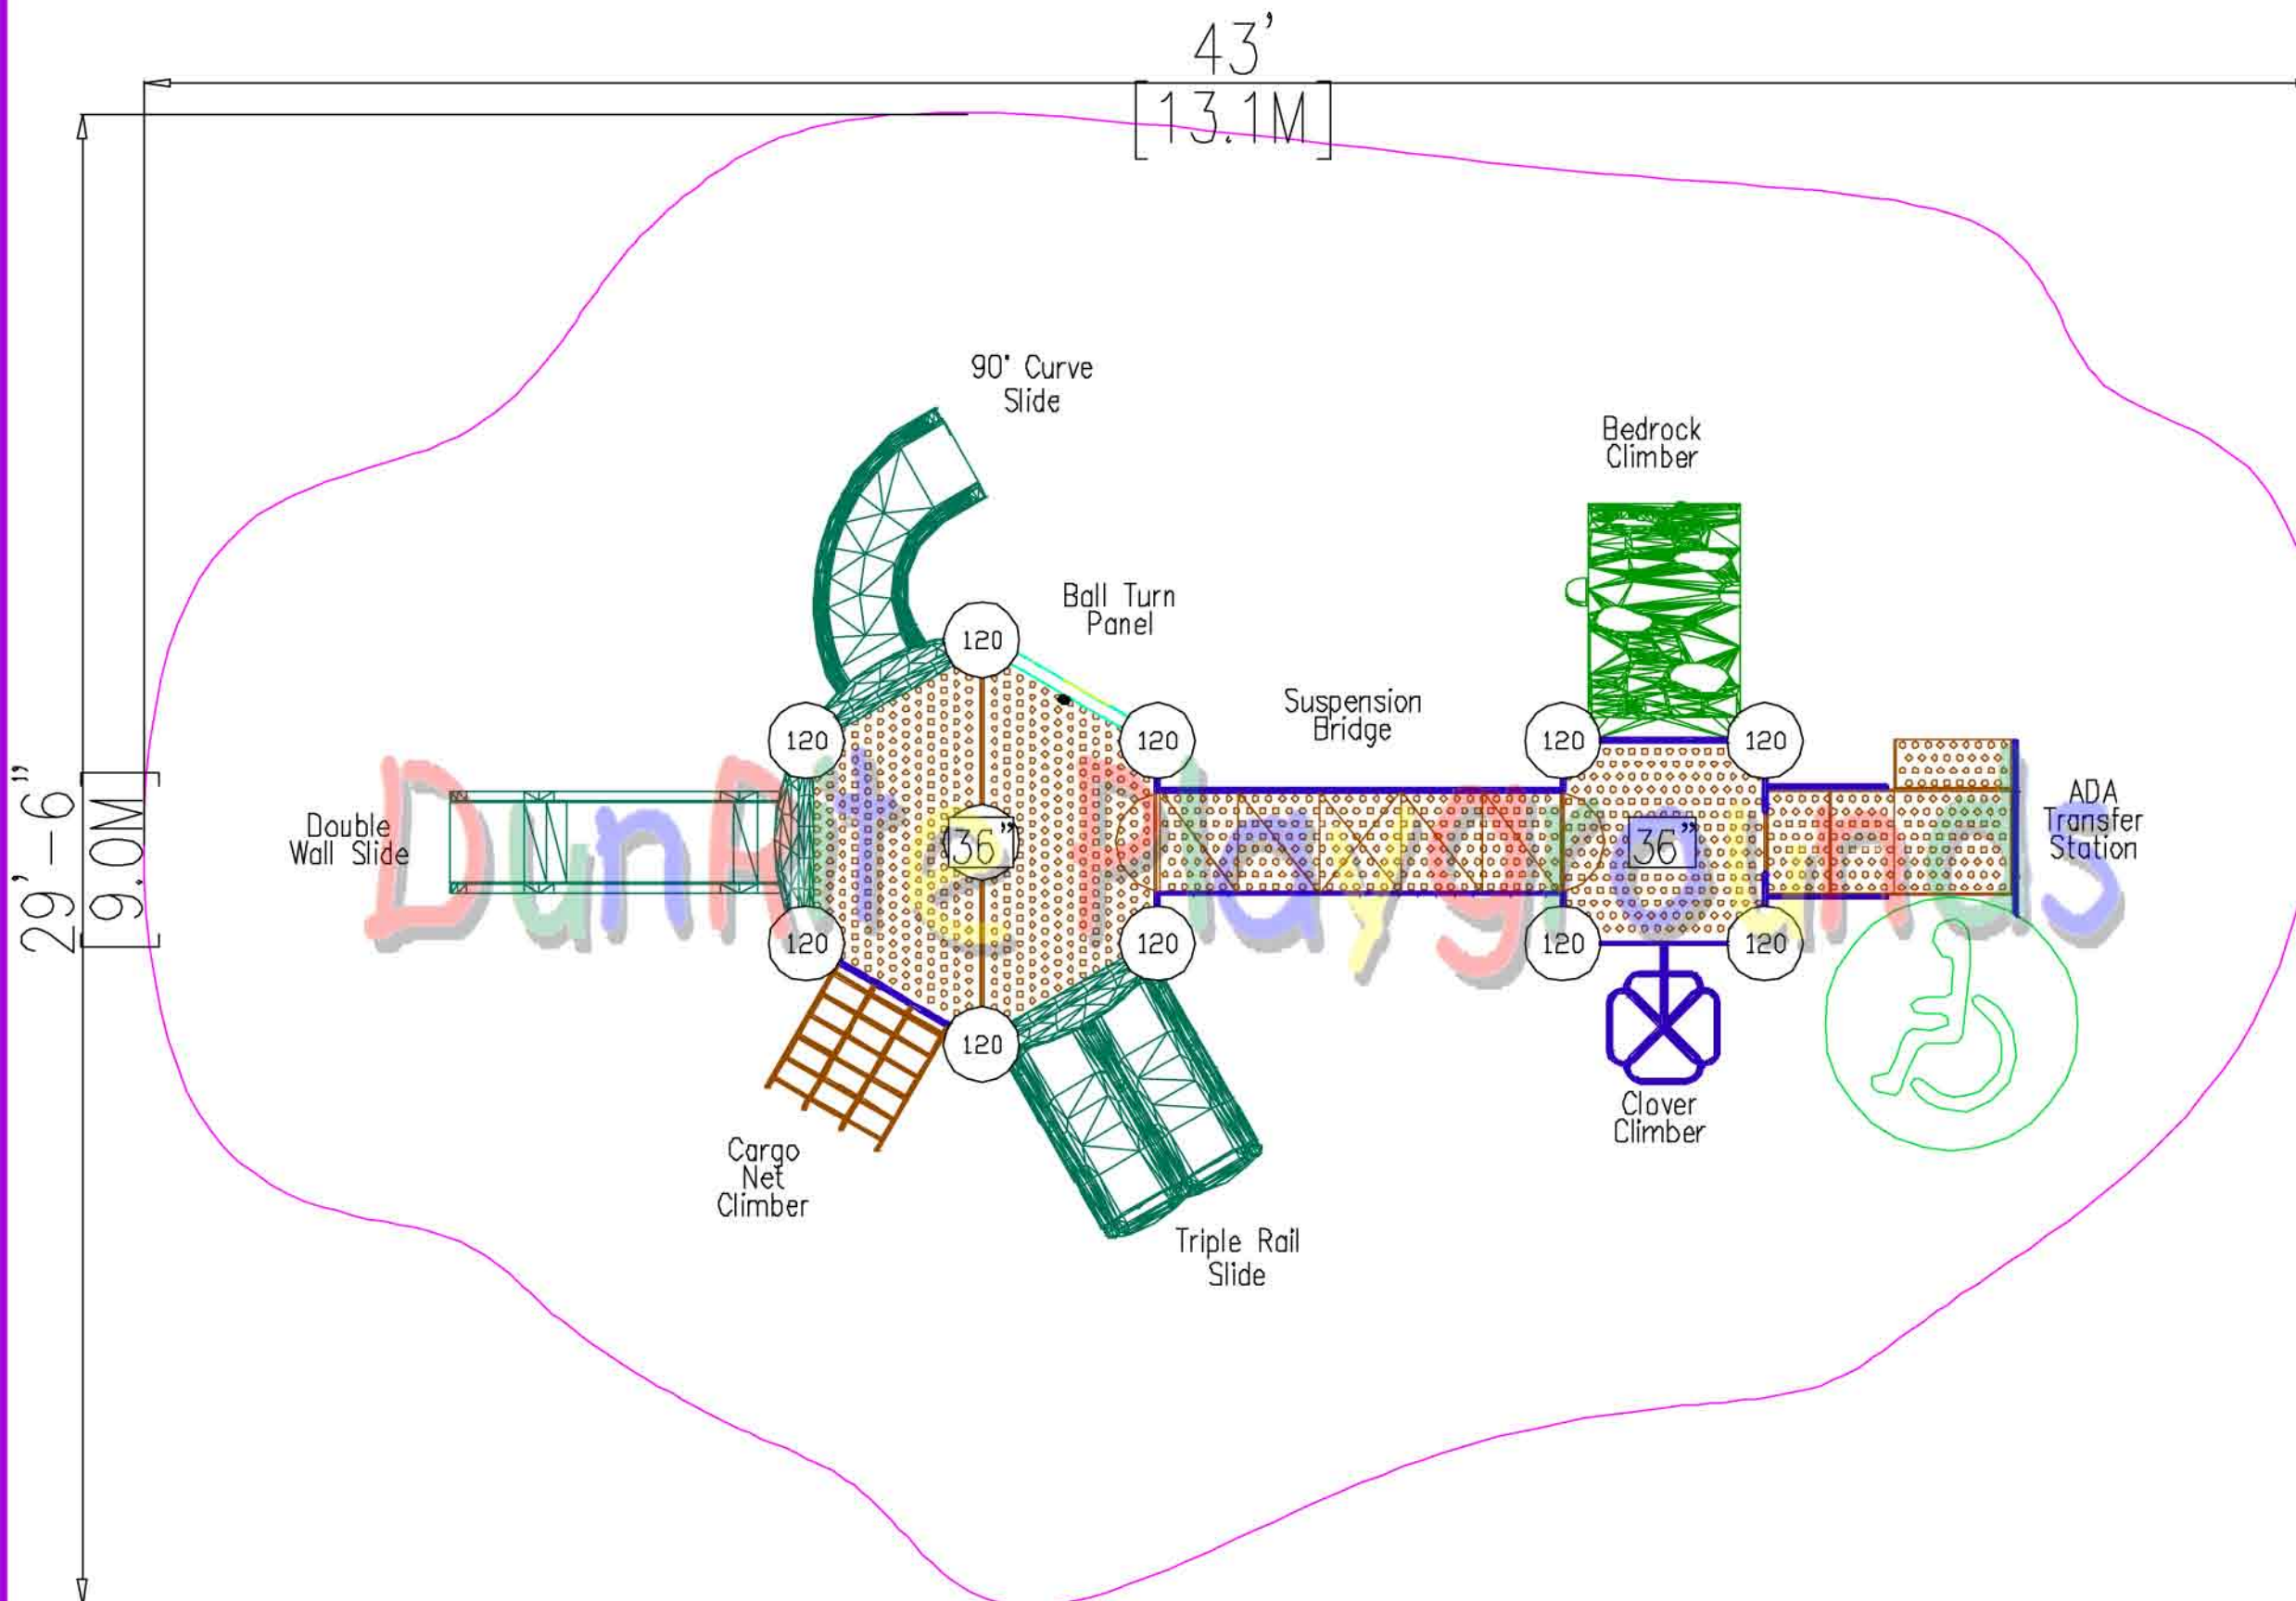 43'
[13.1M]
29'-6"
[9.0M]
90° Curve
Slide
Bedrock
Climber
Ball Turn
Panel
120
Suspension
Bridge
120
120
120
120
Double
Wall Slide
36"
36"
ADA
Transfer
Station
DunRite Playgrounds
120
120
120
120
120
Cargo
Net
Climber
Clover
Climber
Triple Rail
Slide